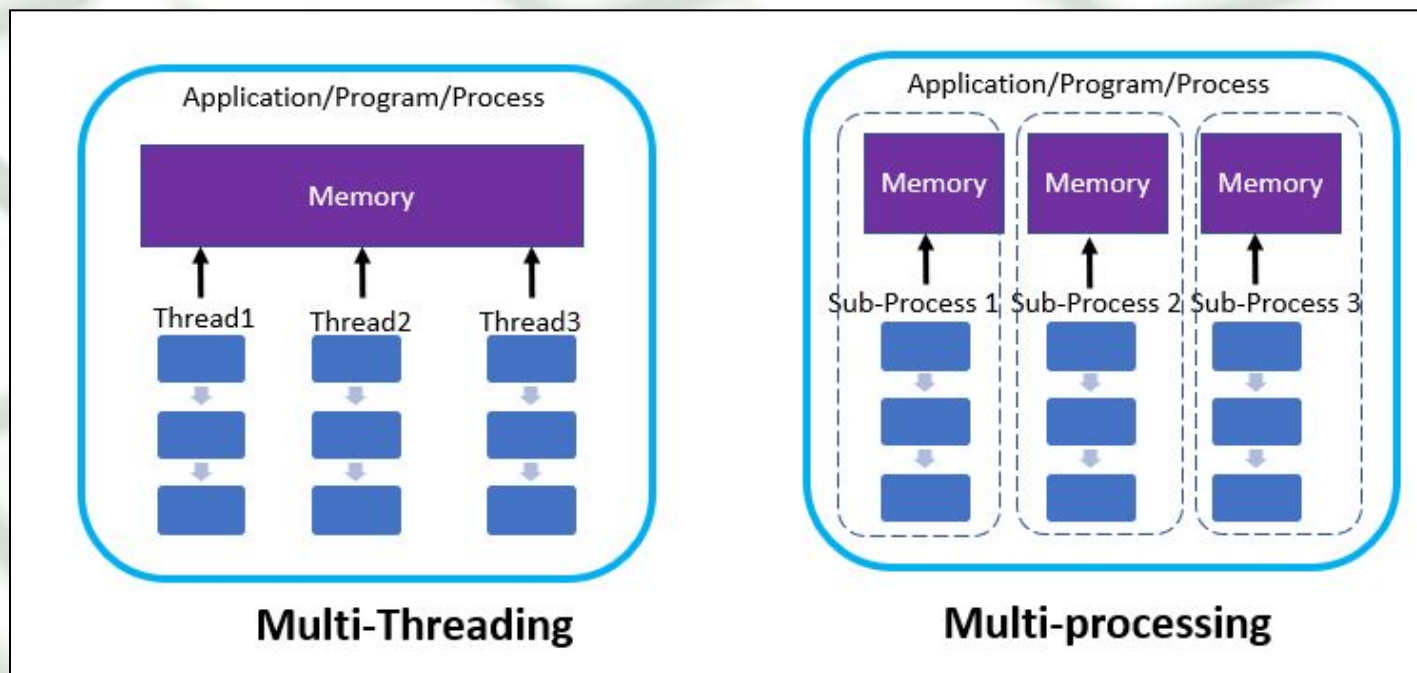 Application/Program/Process
Memory
Thread1 Thread2 Thread3
Multi-Threading
Application/Program/Process
Memory Memory Memory
Sub-Process 1 Sub-Process 2 Sub-Process 3
Multi-processing